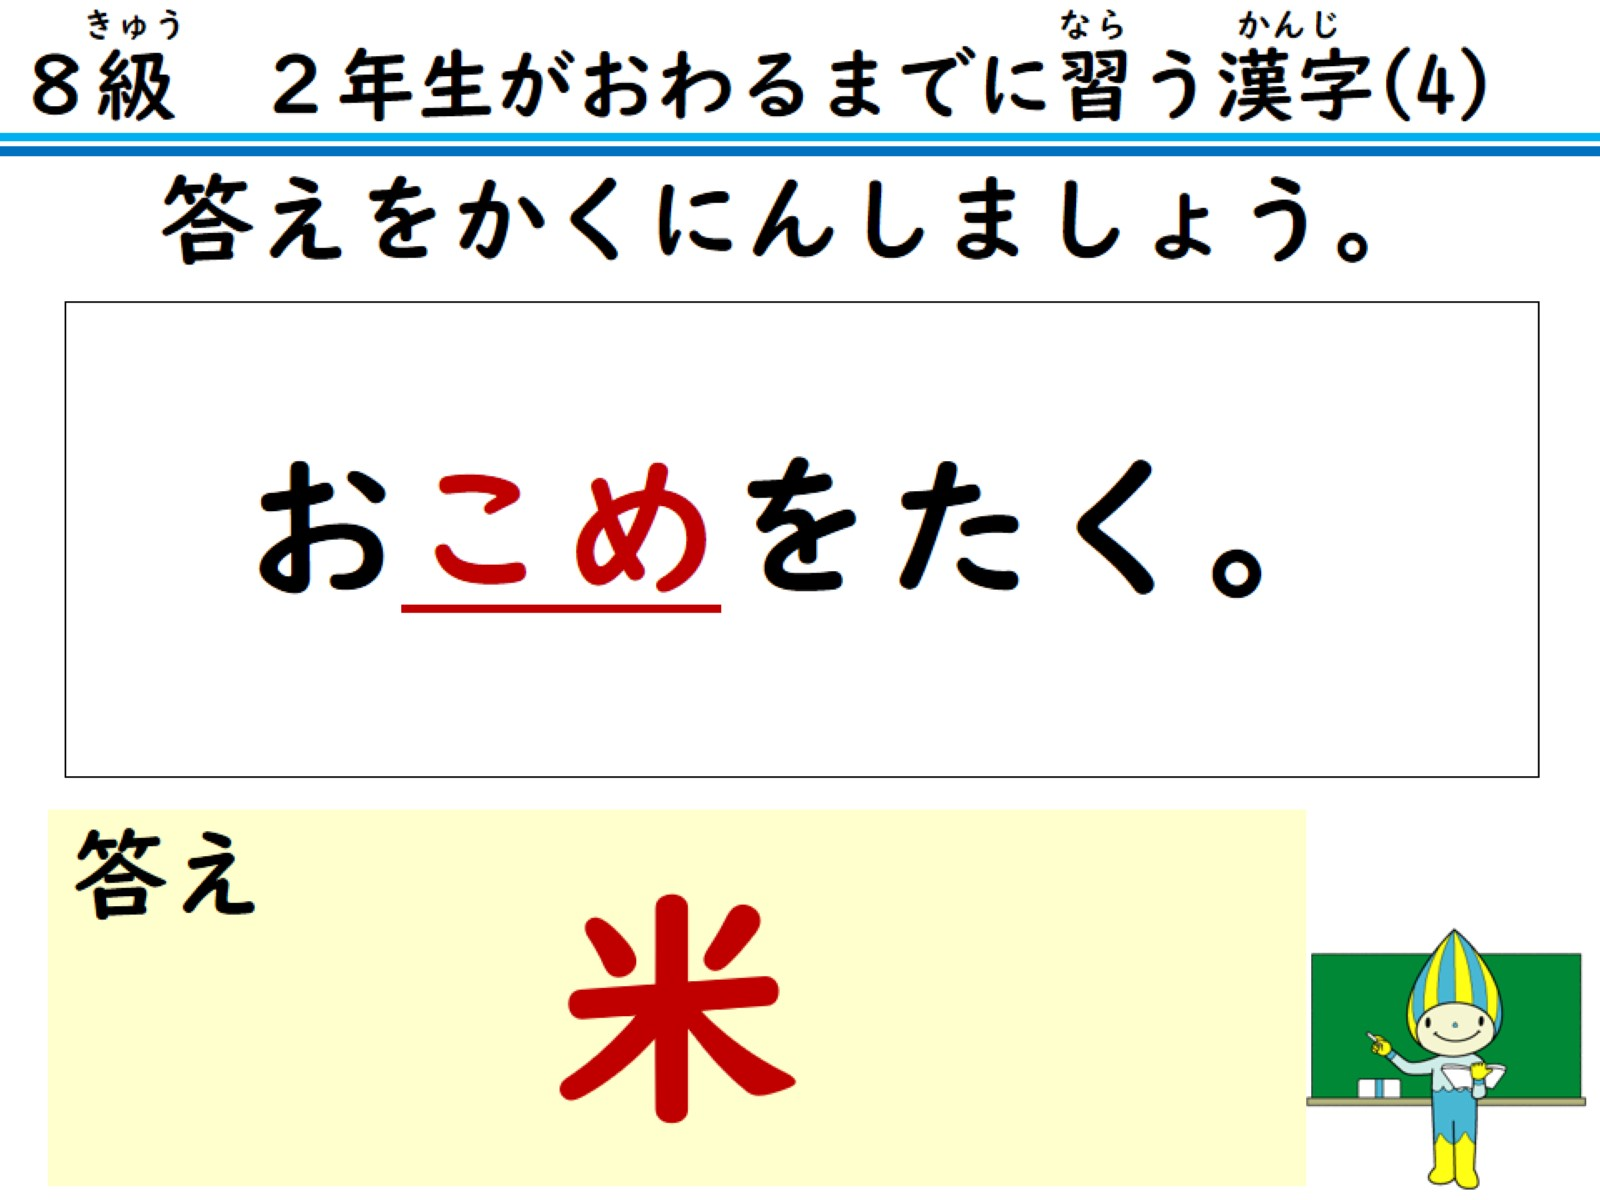 きゅう なら かんじ
８級　２年生がおわるまでに習う漢字(4)
答えをかくにんしましょう。
おこめをたく。
答え
米